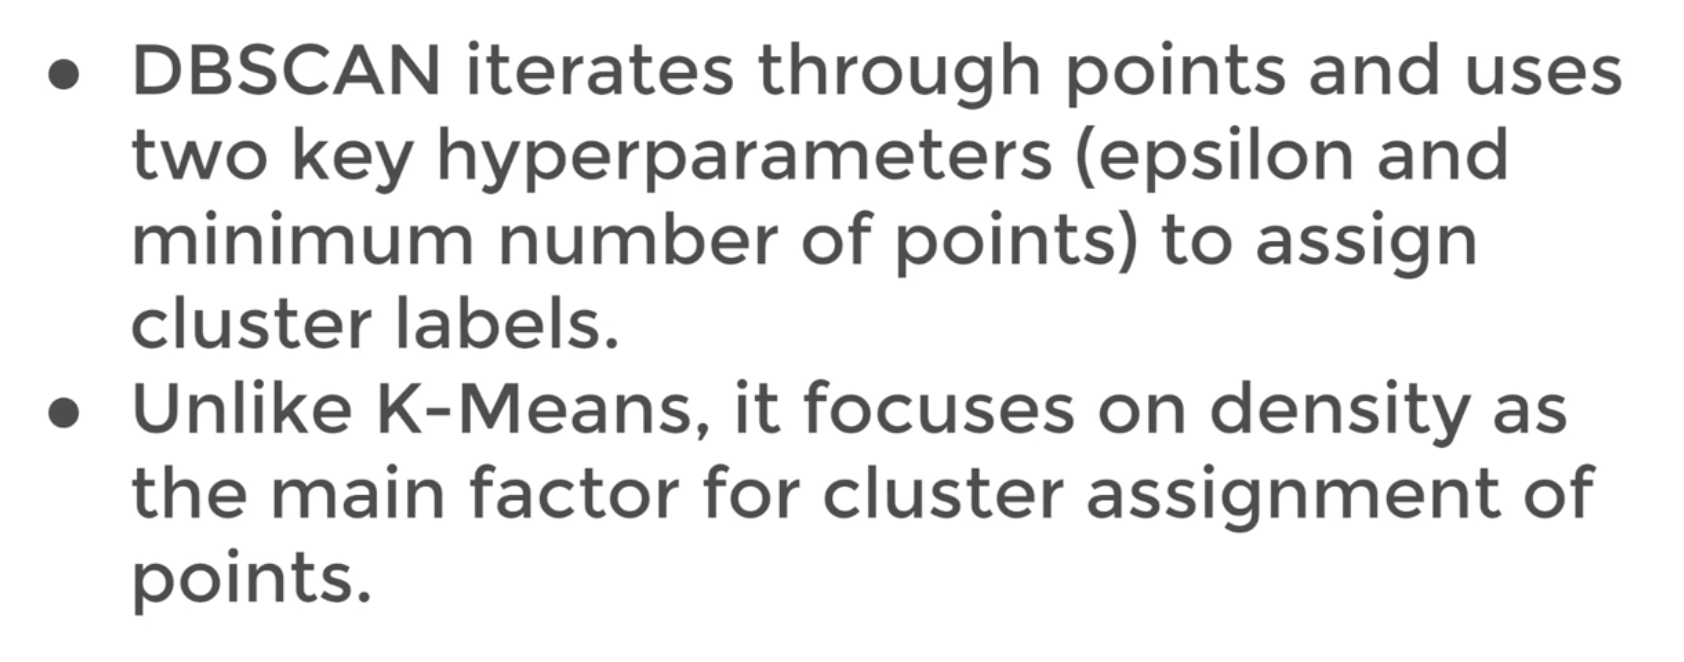 ● DBSCAN iterates through points and uses
two key hyperparameters (epsilon and
minimum number of points) to assign
cluster labels.
● Unlike K-Means, it focuses on density as
the main factor for cluster assignment of
points.